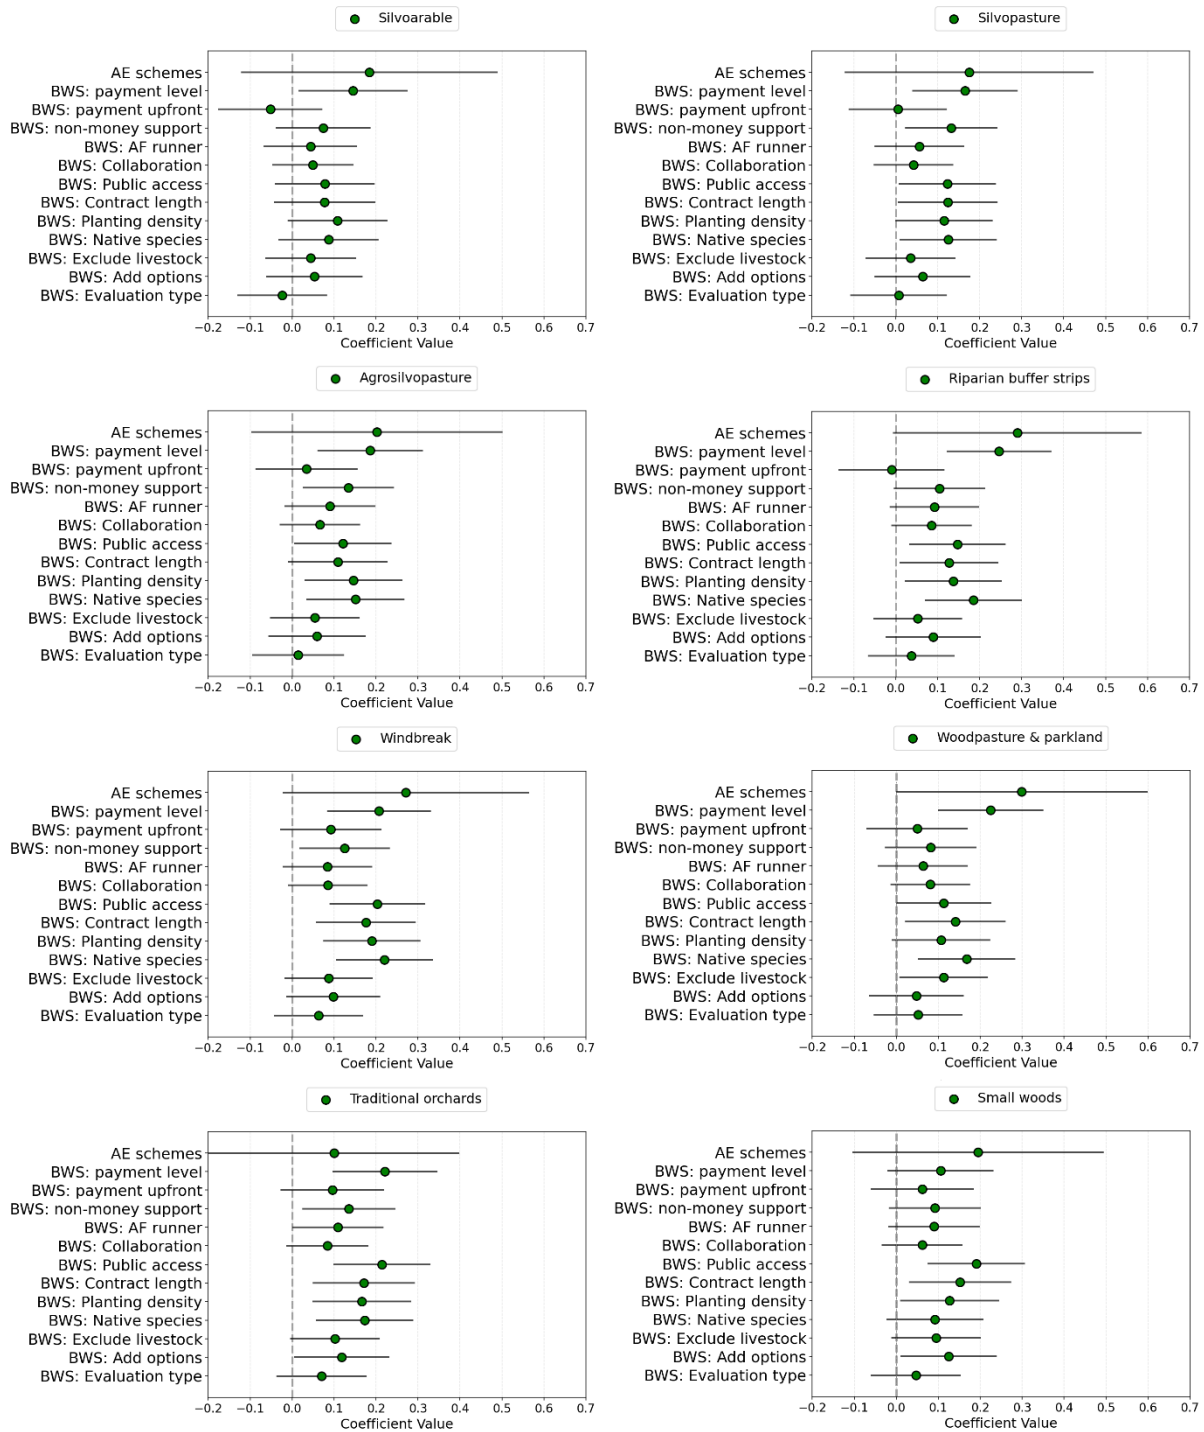 Silvoarable
AE schemes
BWS: payment level
BWS: payment upfront
BWS: non-money support
BWS: AF runner
BWS: Collaboration
BWS: Public access
BWS: Contract length
BWS: Planting density
BWS: Native species
BWS: Exclude livestock
BWS: Add options
BWS: Evaluation type
−0.2 −0.1 0.0 0.1 0.2 0.3 0.4 0.5 0.6 0.7
Coefficient Value
Silvopasture
AE schemes
BWS: payment level
BWS: payment upfront
BWS: non-money support
BWS: AF runner
BWS: Collaboration
BWS: Public access
BWS: Contract length
BWS: Planting density
BWS: Native species
BWS: Exclude livestock
BWS: Add options
BWS: Evaluation type
−0.2 −0.1 0.0 0.1 0.2 0.3 0.4 0.5 0.6 0.7
Coefficient Value
Agrosilvopasture
AE schemes
BWS: payment level
BWS: payment upfront
BWS: non-money support
BWS: AF runner
BWS: Collaboration
BWS: Public access
BWS: Contract length
BWS: Planting density
BWS: Native species
BWS: Exclude livestock
BWS: Add options
BWS: Evaluation type
−0.2 −0.1 0.0 0.1 0.2 0.3 0.4 0.5 0.6 0.7
Coefficient Value
Riparian buffer strips
AE schemes
BWS: payment level
BWS: payment upfront
BWS: non-money support
BWS: AF runner
BWS: Collaboration
BWS: Public access
BWS: Contract length
BWS: Planting density
BWS: Native species
BWS: Exclude livestock
BWS: Add options
BWS: Evaluation type
−0.2 −0.1 0.0 0.1 0.2 0.3 0.4 0.5 0.6 0.7
Coefficient Value
Windbreak
AE schemes
BWS: payment level
BWS: payment upfront
BWS: non-money support
BWS: AF runner
BWS: Collaboration
BWS: Public access
BWS: Contract length
BWS: Planting density
BWS: Native species
BWS: Exclude livestock
BWS: Add options
BWS: Evaluation type
−0.2 −0.1 0.0 0.1 0.2 0.3 0.4 0.5 0.6 0.7
Coefficient Value
Woodpasture & parkland
AE schemes
BWS: payment level
BWS: payment upfront
BWS: non-money support
BWS: AF runner
BWS: Collaboration
BWS: Public access
BWS: Contract length
BWS: Planting density
BWS: Native species
BWS: Exclude livestock
BWS: Add options
BWS: Evaluation type
−0.2 −0.1 0.0 0.1 0.2 0.3 0.4 0.5 0.6 0.7
Coefficient Value
Traditional orchards
AE schemes
BWS: payment level
BWS: payment upfront
BWS: non-money support
BWS: AF runner
BWS: Collaboration
BWS: Public access
BWS: Contract length
BWS: Planting density
BWS: Native species
BWS: Exclude livestock
BWS: Add options
BWS: Evaluation type
−0.2 −0.1 0.0 0.1 0.2 0.3 0.4 0.5 0.6 0.7
Coefficient Value
Small woods
AE schemes
BWS: payment level
BWS: payment upfront
BWS: non-money support
BWS: AF runner
BWS: Collaboration
BWS: Public access
BWS: Contract length
BWS: Planting density
BWS: Native species
BWS: Exclude livestock
BWS: Add options
BWS: Evaluation type
−0.2 −0.1 0.0 0.1 0.2 0.3 0.4 0.5 0.6 0.7
Coefficient Value